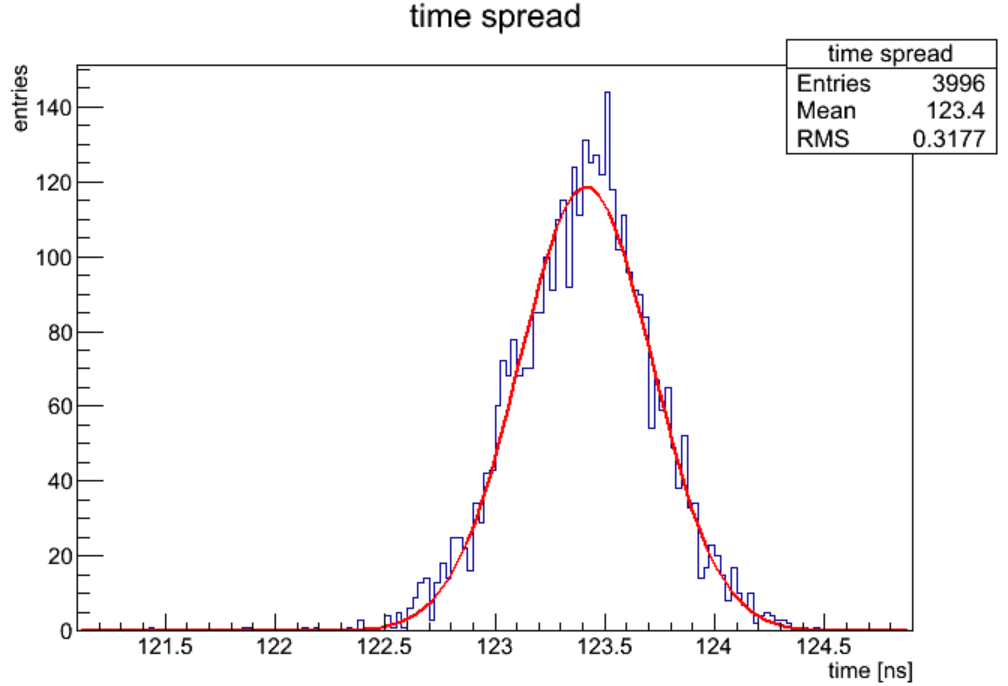 time spread
time spread
Entries 3996
Mean 123.4
RMS 0.3177
entries
140
120
100
80
60
40
20
0
121.5 122 122.5 123 123.5 124 124.5
time [ns]